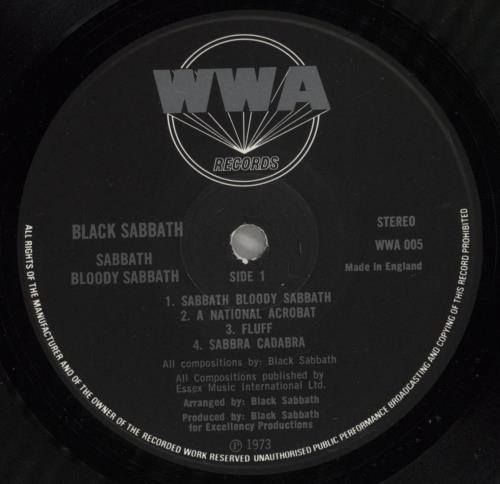 WWA
RECORDS
BLACK SABBATH
SABBATH
BLOODY SABBATH
SIDE 1
STEREO
WWA 005
Made In England
1. SABBATH BLOODY SABBATH
2. A NATIONAL ACROBAT
3. FLUFF
4. SABBRA CADABRA
All compositions by: Black Sabbath
All Compositions published by
Essex Music International Ltd.
Arranged by: Black Sabbath
Produced by: Black Sabbath
for Excellency Productions
℗ 1973
ALL RIGHTS OF THE MANUFACTURER AND OF THE OWNER OF THE RECORDED WORK RESERVED UNAUTHORISED PUBLIC PERFORMANCE BROADCASTING AND COPYING OF THIS RECORD PROHIBITED